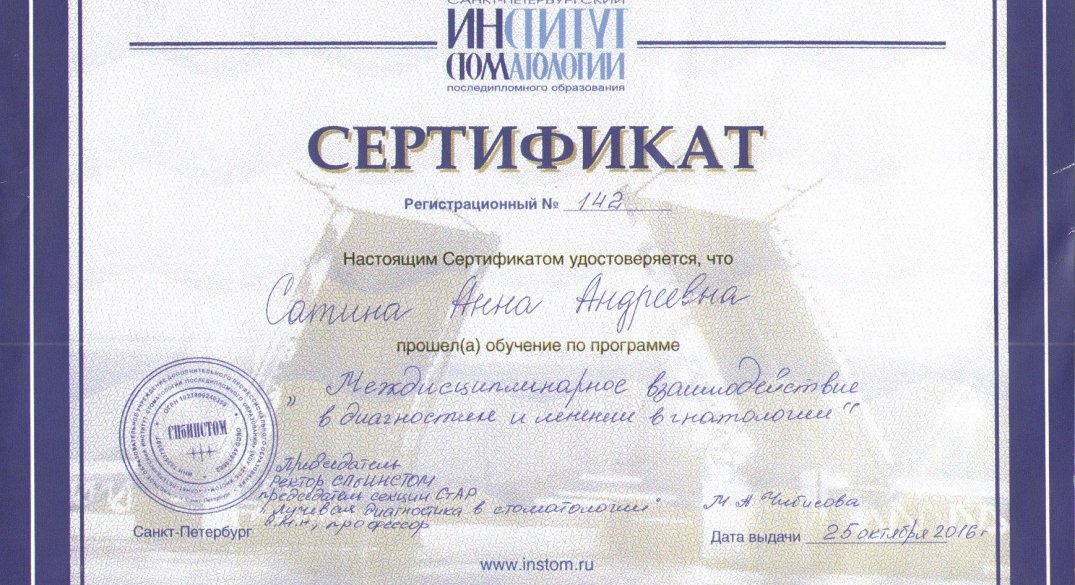 САНКТ-ПЕТЕРБУРГСКИЙ
ИНСТИТУТ
СТОМАТОЛОГИИ
последипломного образования
СЕРТИФИКАТ
Регистрационный № 142
Настоящим Сертификатом удостоверяется, что
Сатина Анна Андреевна
прошел(а) обучение по программе
„Междисциплинарное взаимодействие
в диагностике и лечении в гнатологии"
СПбИНСТОМ
Председатель
Ректор СПбИНСТОМ
председатель секции СтАР
"Лучевая диагностика в стоматологии"
д.м.н., профессор
М А Чибисова
Санкт-Петербург
Дата выдачи 25 октября 2016 г
www.instom.ru